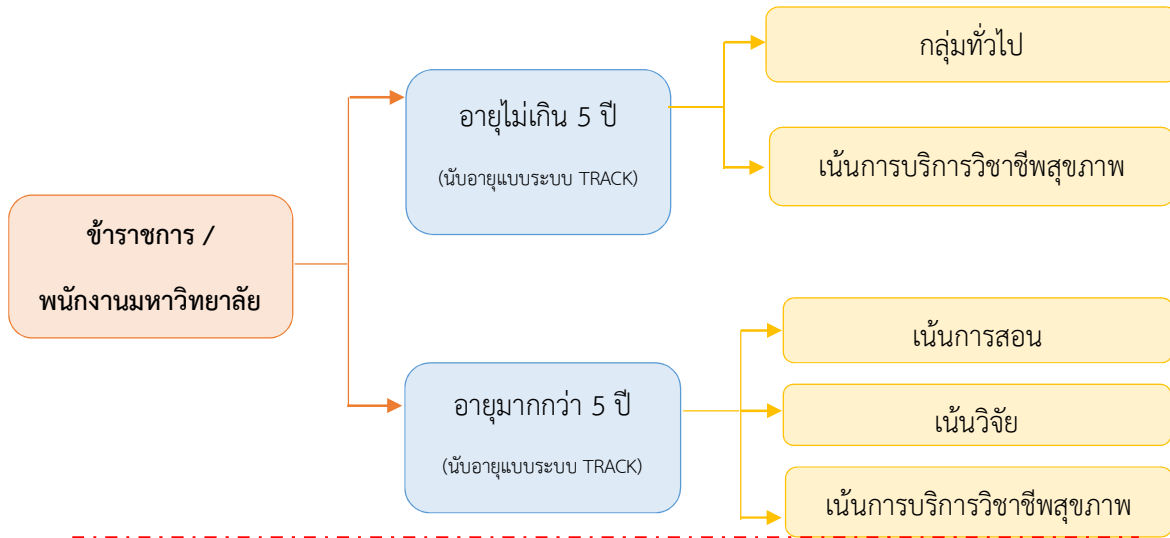 ข้าราชการ /
พนักงานมหาวิทยาลัย
อายุไม่เกิน 5 ปี
(นับอายุแบบระบบ TRACK)
กลุ่มทั่วไป
เน้นการบริการวิชาชีพสุขภาพ
อายุมากกว่า 5 ปี
(นับอายุแบบระบบ TRACK)
เน้นการสอน
เน้นวิจัย
เน้นการบริการวิชาชีพสุขภาพ